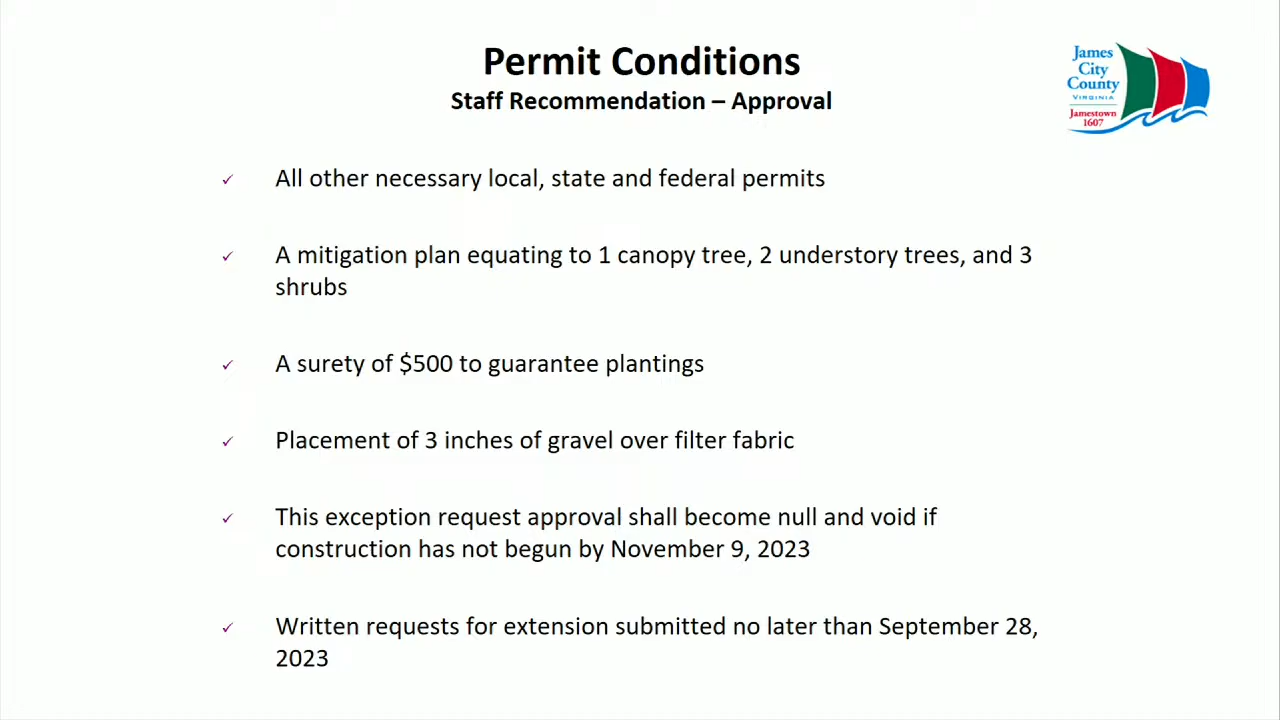 Permit Conditions
Staff Recommendation – Approval
James
City
County
VIRGINIA
Jamestown
1607
✓ All other necessary local, state and federal permits
✓ A mitigation plan equating to 1 canopy tree, 2 understory trees, and 3
shrubs
✓ A surety of $500 to guarantee plantings
✓ Placement of 3 inches of gravel over filter fabric
✓ This exception request approval shall become null and void if
construction has not begun by November 9, 2023
✓ Written requests for extension submitted no later than September 28,
2023